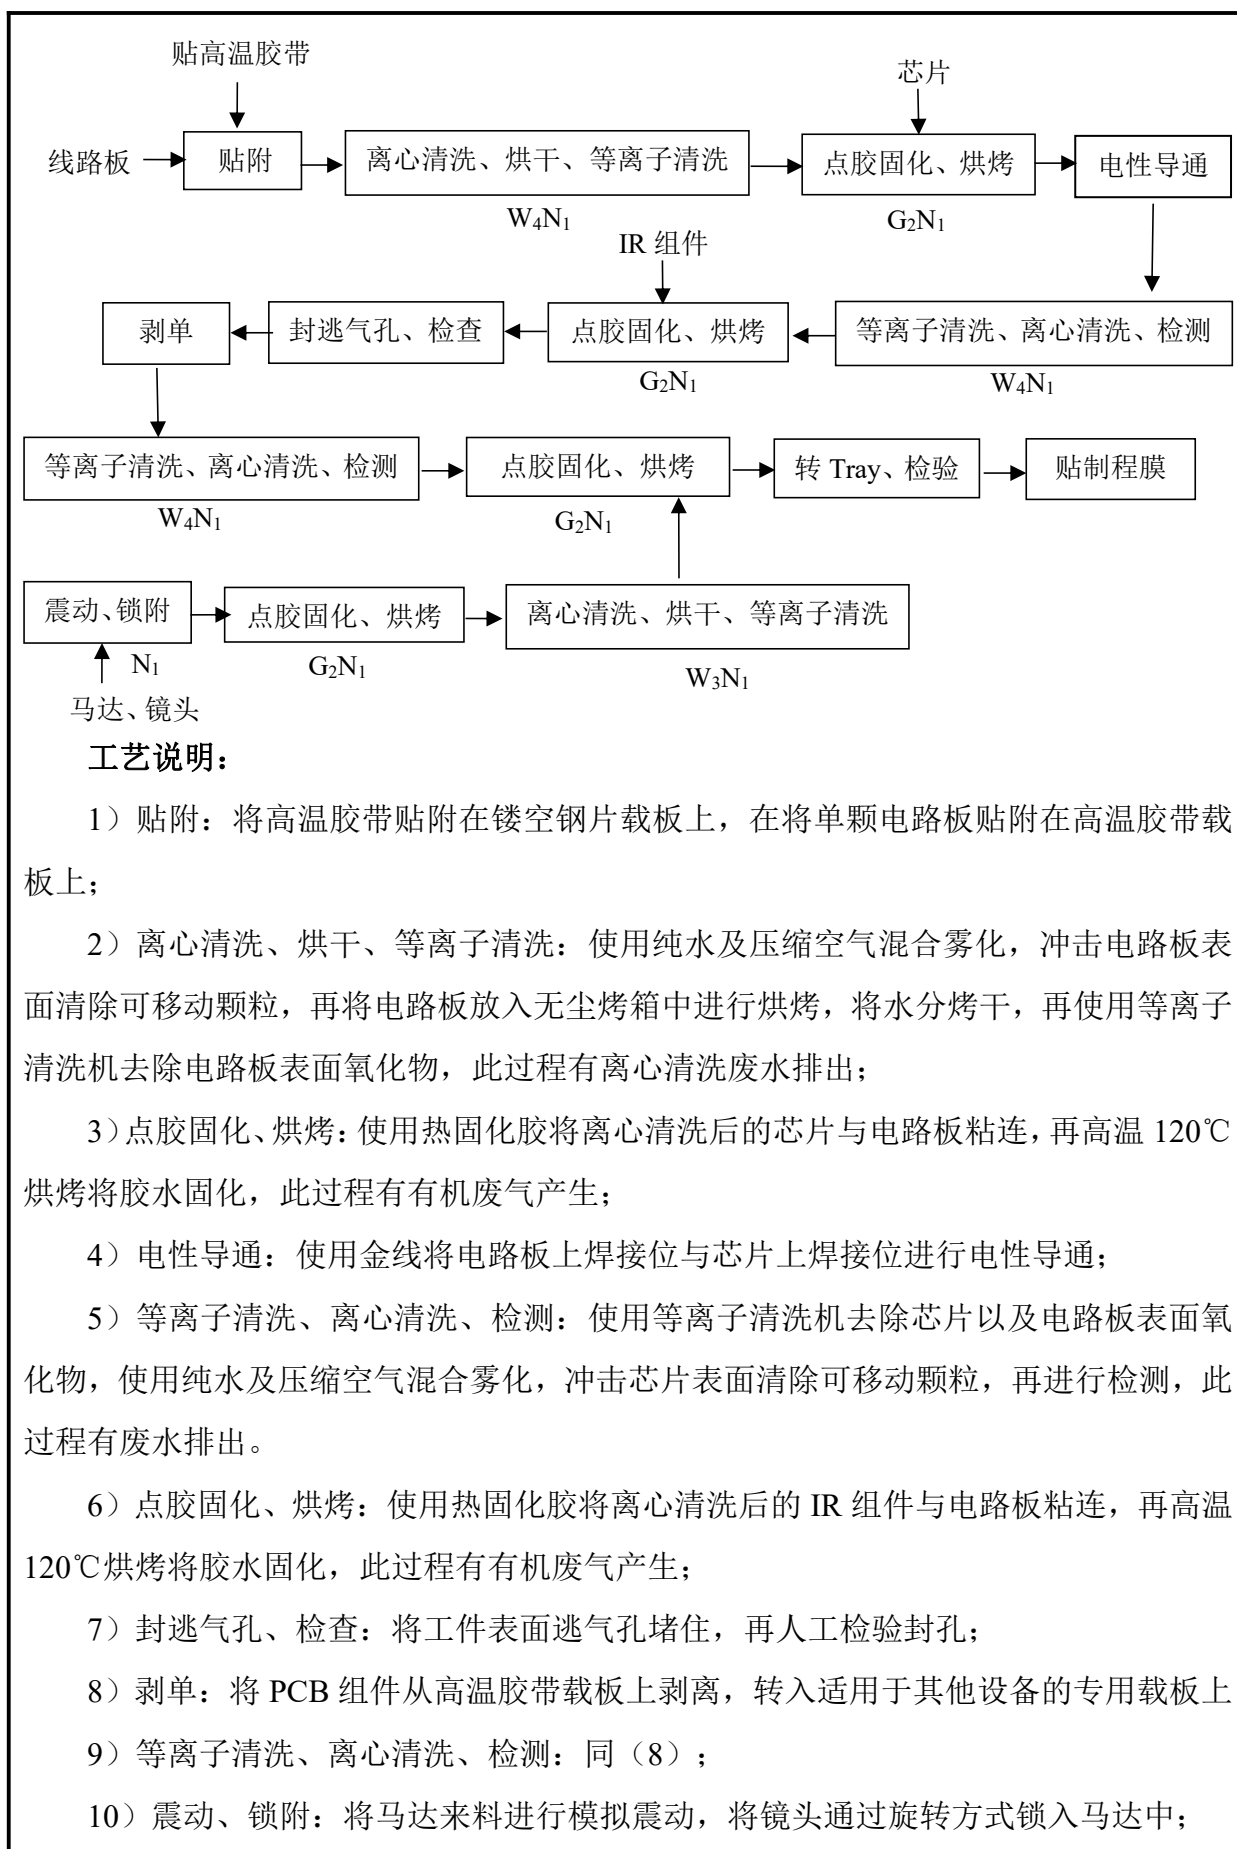 贴高温胶带
芯片
线路板
贴附
离心清洗、烘干、等离子清洗
点胶固化、烘烤
电性导通
W₄N₁
G₂N₁
IR 组件
剥单
封逃气孔、检查
点胶固化、烘烤
等离子清洗、离心清洗、检测
G₂N₁
W₄N₁
等离子清洗、离心清洗、检测
点胶固化、烘烤
转 Tray、检验
贴制程膜
W₄N₁
G₂N₁
震动、锁附
点胶固化、烘烤
离心清洗、烘干、等离子清洗
N₁
G₂N₁
W₃N₁
马达、镜头
工艺说明：
1）贴附：将高温胶带贴附在镂空钢片载板上，在将单颗电路板贴附在高温胶带载
板上；
2）离心清洗、烘干、等离子清洗：使用纯水及压缩空气混合雾化，冲击电路板表
面清除可移动颗粒，再将电路板放入无尘烤箱中进行烘烤，将水分烤干，再使用等离子
清洗机去除电路板表面氧化物，此过程有离心清洗废水排出；
3）点胶固化、烘烤：使用热固化胶将离心清洗后的芯片与电路板粘连，再高温 120℃
烘烤将胶水固化，此过程有有机废气产生；
4）电性导通：使用金线将电路板上焊接位与芯片上焊接位进行电性导通；
5）等离子清洗、离心清洗、检测：使用等离子清洗机去除芯片以及电路板表面氧
化物，使用纯水及压缩空气混合雾化，冲击芯片表面清除可移动颗粒，再进行检测，此
过程有废水排出。
6）点胶固化、烘烤：使用热固化胶将离心清洗后的 IR 组件与电路板粘连，再高温
120℃烘烤将胶水固化，此过程有有机废气产生；
7）封逃气孔、检查：将工件表面逃气孔堵住，再人工检验封孔；
8）剥单：将 PCB 组件从高温胶带载板上剥离，转入适用于其他设备的专用载板上
9）等离子清洗、离心清洗、检测：同（8）；
10）震动、锁附：将马达来料进行模拟震动，将镜头通过旋转方式锁入马达中；